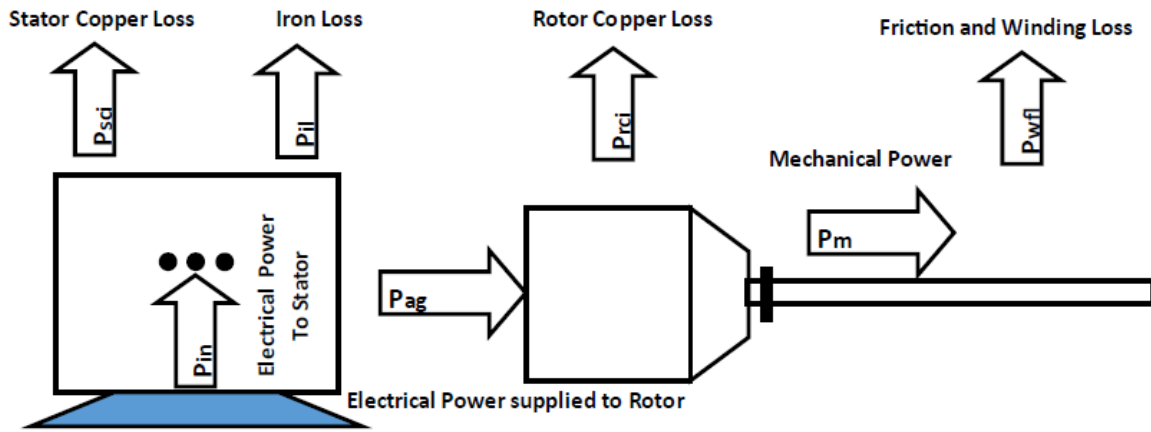 Stator Copper Loss
Iron Loss
Rotor Copper Loss
Friction and Winding Loss
Psci
Pil
Prci
Pwfl
Mechanical Power
Pm
Electrical Power
To Stator
Pin
Pag
Electrical Power supplied to Rotor